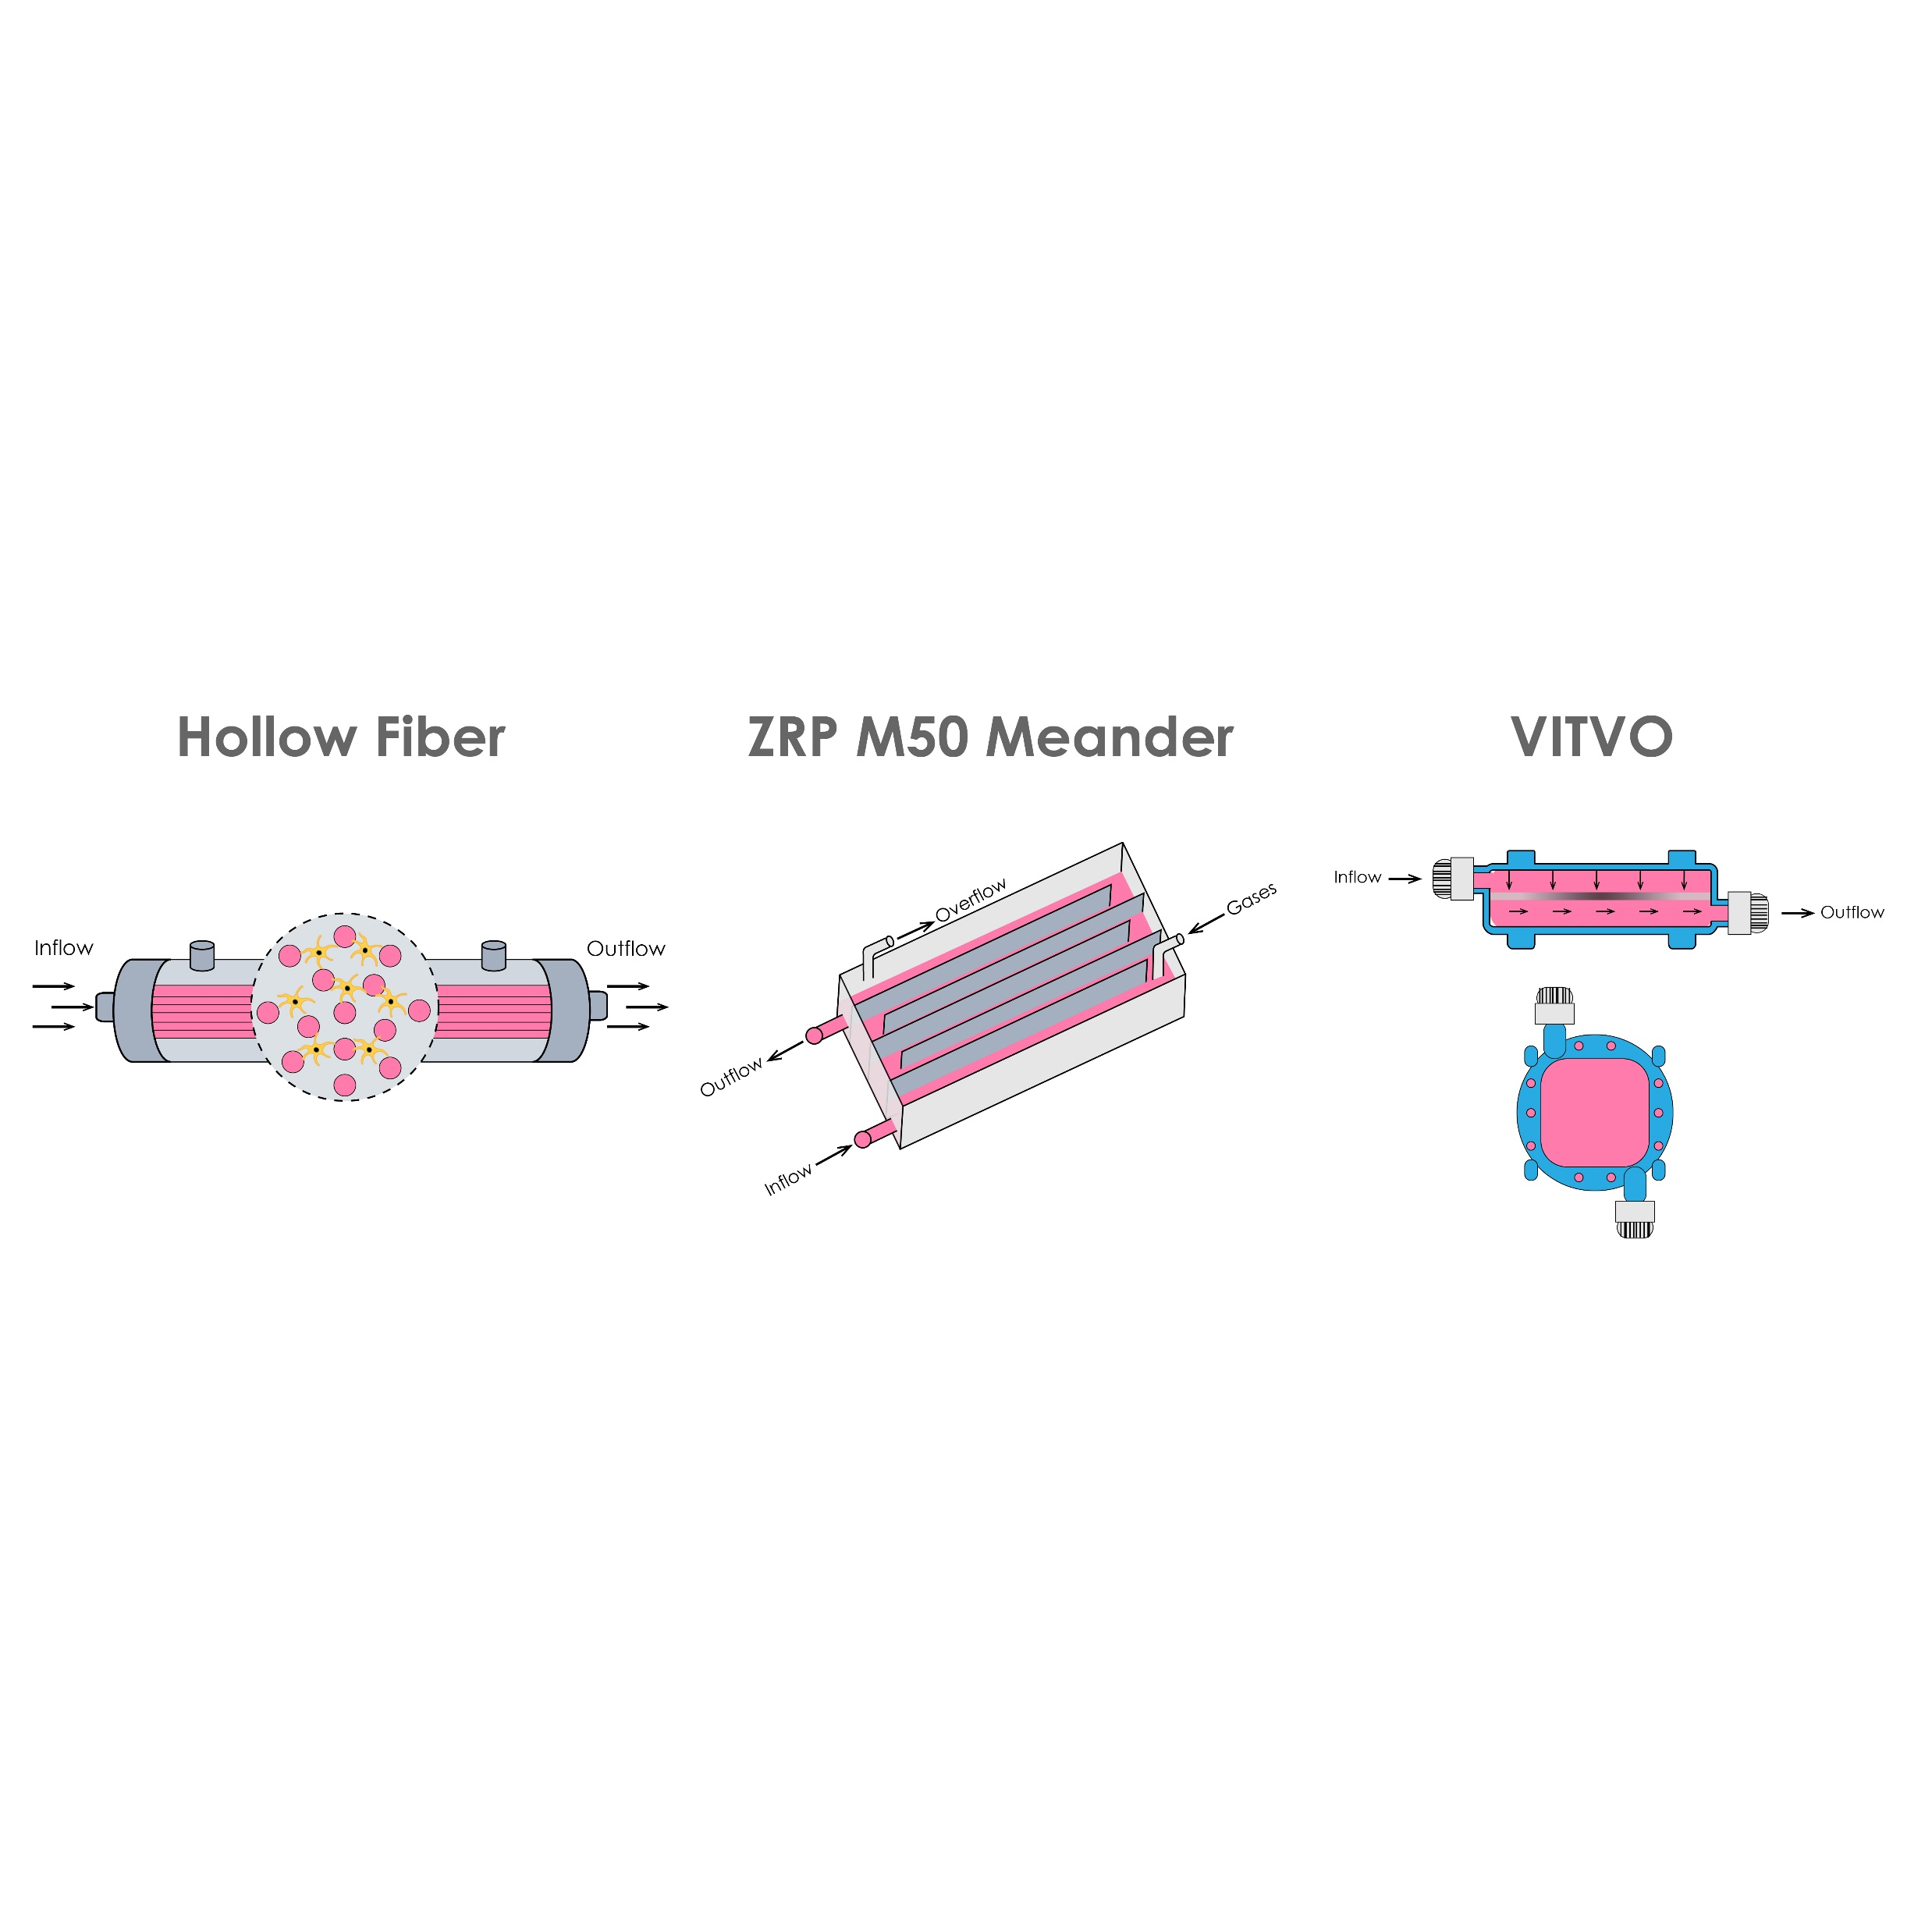 Hollow Fiber
ZRP M50 Meander
VITVO
Inflow
Outflow
Overflow
Gases
Outflow
Inflow
Inflow
Outflow